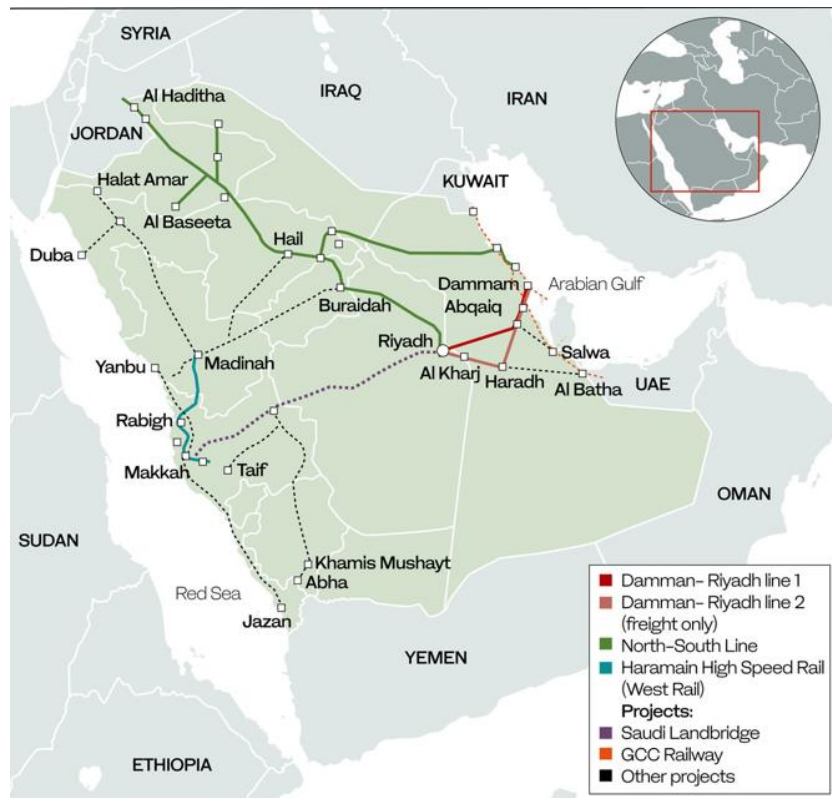 SYRIA
IRAQ
IRAN
Al Haditha
JORDAN
Halat Amar
KUWAIT
Al Baseeta
Hail
Duba
Dammam
Arabian Gulf
Abqaiq
Buraidah
Riyadh
Yanbu
Madinah
Salwa
Al Kharj
Haradh
UAE
Al Batha
Rabigh
Makkah
Taif
OMAN
SUDAN
Khamis Mushayt
Abha
Red Sea
Jazan
YEMEN
ETHIOPIA
Damman- Riyadh line 1
Damman- Riyadh line 2
(freight only)
North-South Line
Haramain High Speed Rail
(West Rail)
Projects:
Saudi Landbridge
GCC Railway
Other projects